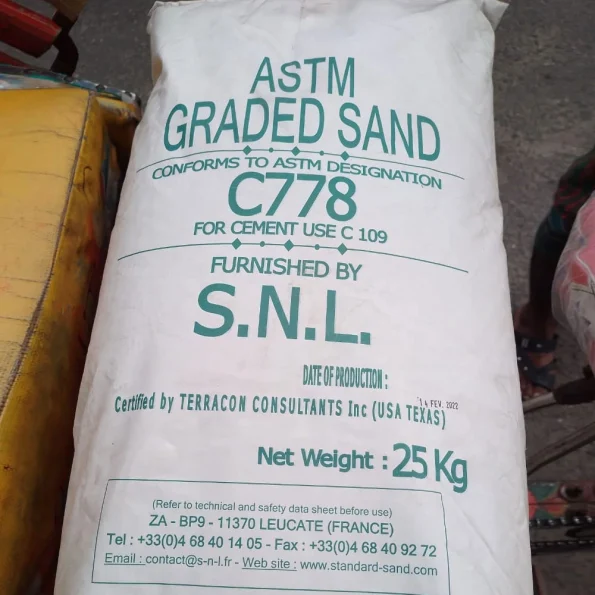 ASTM
GRADED SAND
CONFORMS TO ASTM DESIGNATION
C778
FOR CEMENT USE C 109
FURNISHED BY
S.N.L.
DATE OF PRODUCTION :
14 FEV. 2022
Certified by TERRACON CONSULTANTS Inc (USA TEXAS)
Net Weight : 25 Kg
(Refer to technical and safety data sheet before use)
ZA - BP9 - 11370 LEUCATE (FRANCE)
Tel : +33(0)4 68 40 14 05 - Fax : +33(0)4 68 40 92 72
Email : contact@s-n-l.fr - Web site : www.standard-sand.com